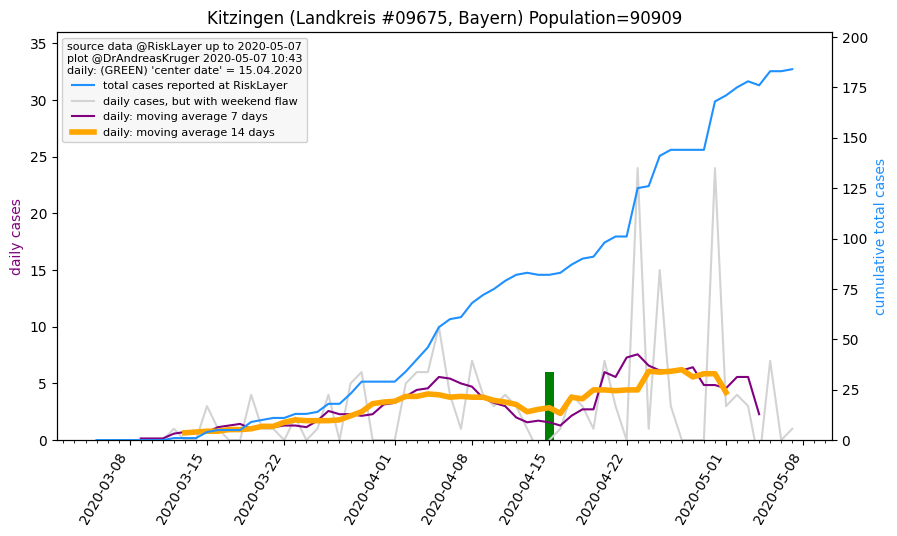 Kitzingen (Landkreis #09675, Bayern) Population=90909
source data @RiskLayer up to 2020-05-07
plot @DrAndreasKruger 2020-05-07 10:43
daily: (GREEN) 'center date' = 15.04.2020
total cases reported at RiskLayer
daily cases, but with weekend flaw
daily: moving average 7 days
daily: moving average 14 days
daily cases
35
30
25
20
15
10
5
0
cumulative total cases
200
175
150
125
100
75
50
25
0
2020-03-08
2020-03-15
2020-03-22
2020-04-01
2020-04-08
2020-04-15
2020-04-22
2020-05-01
2020-05-08